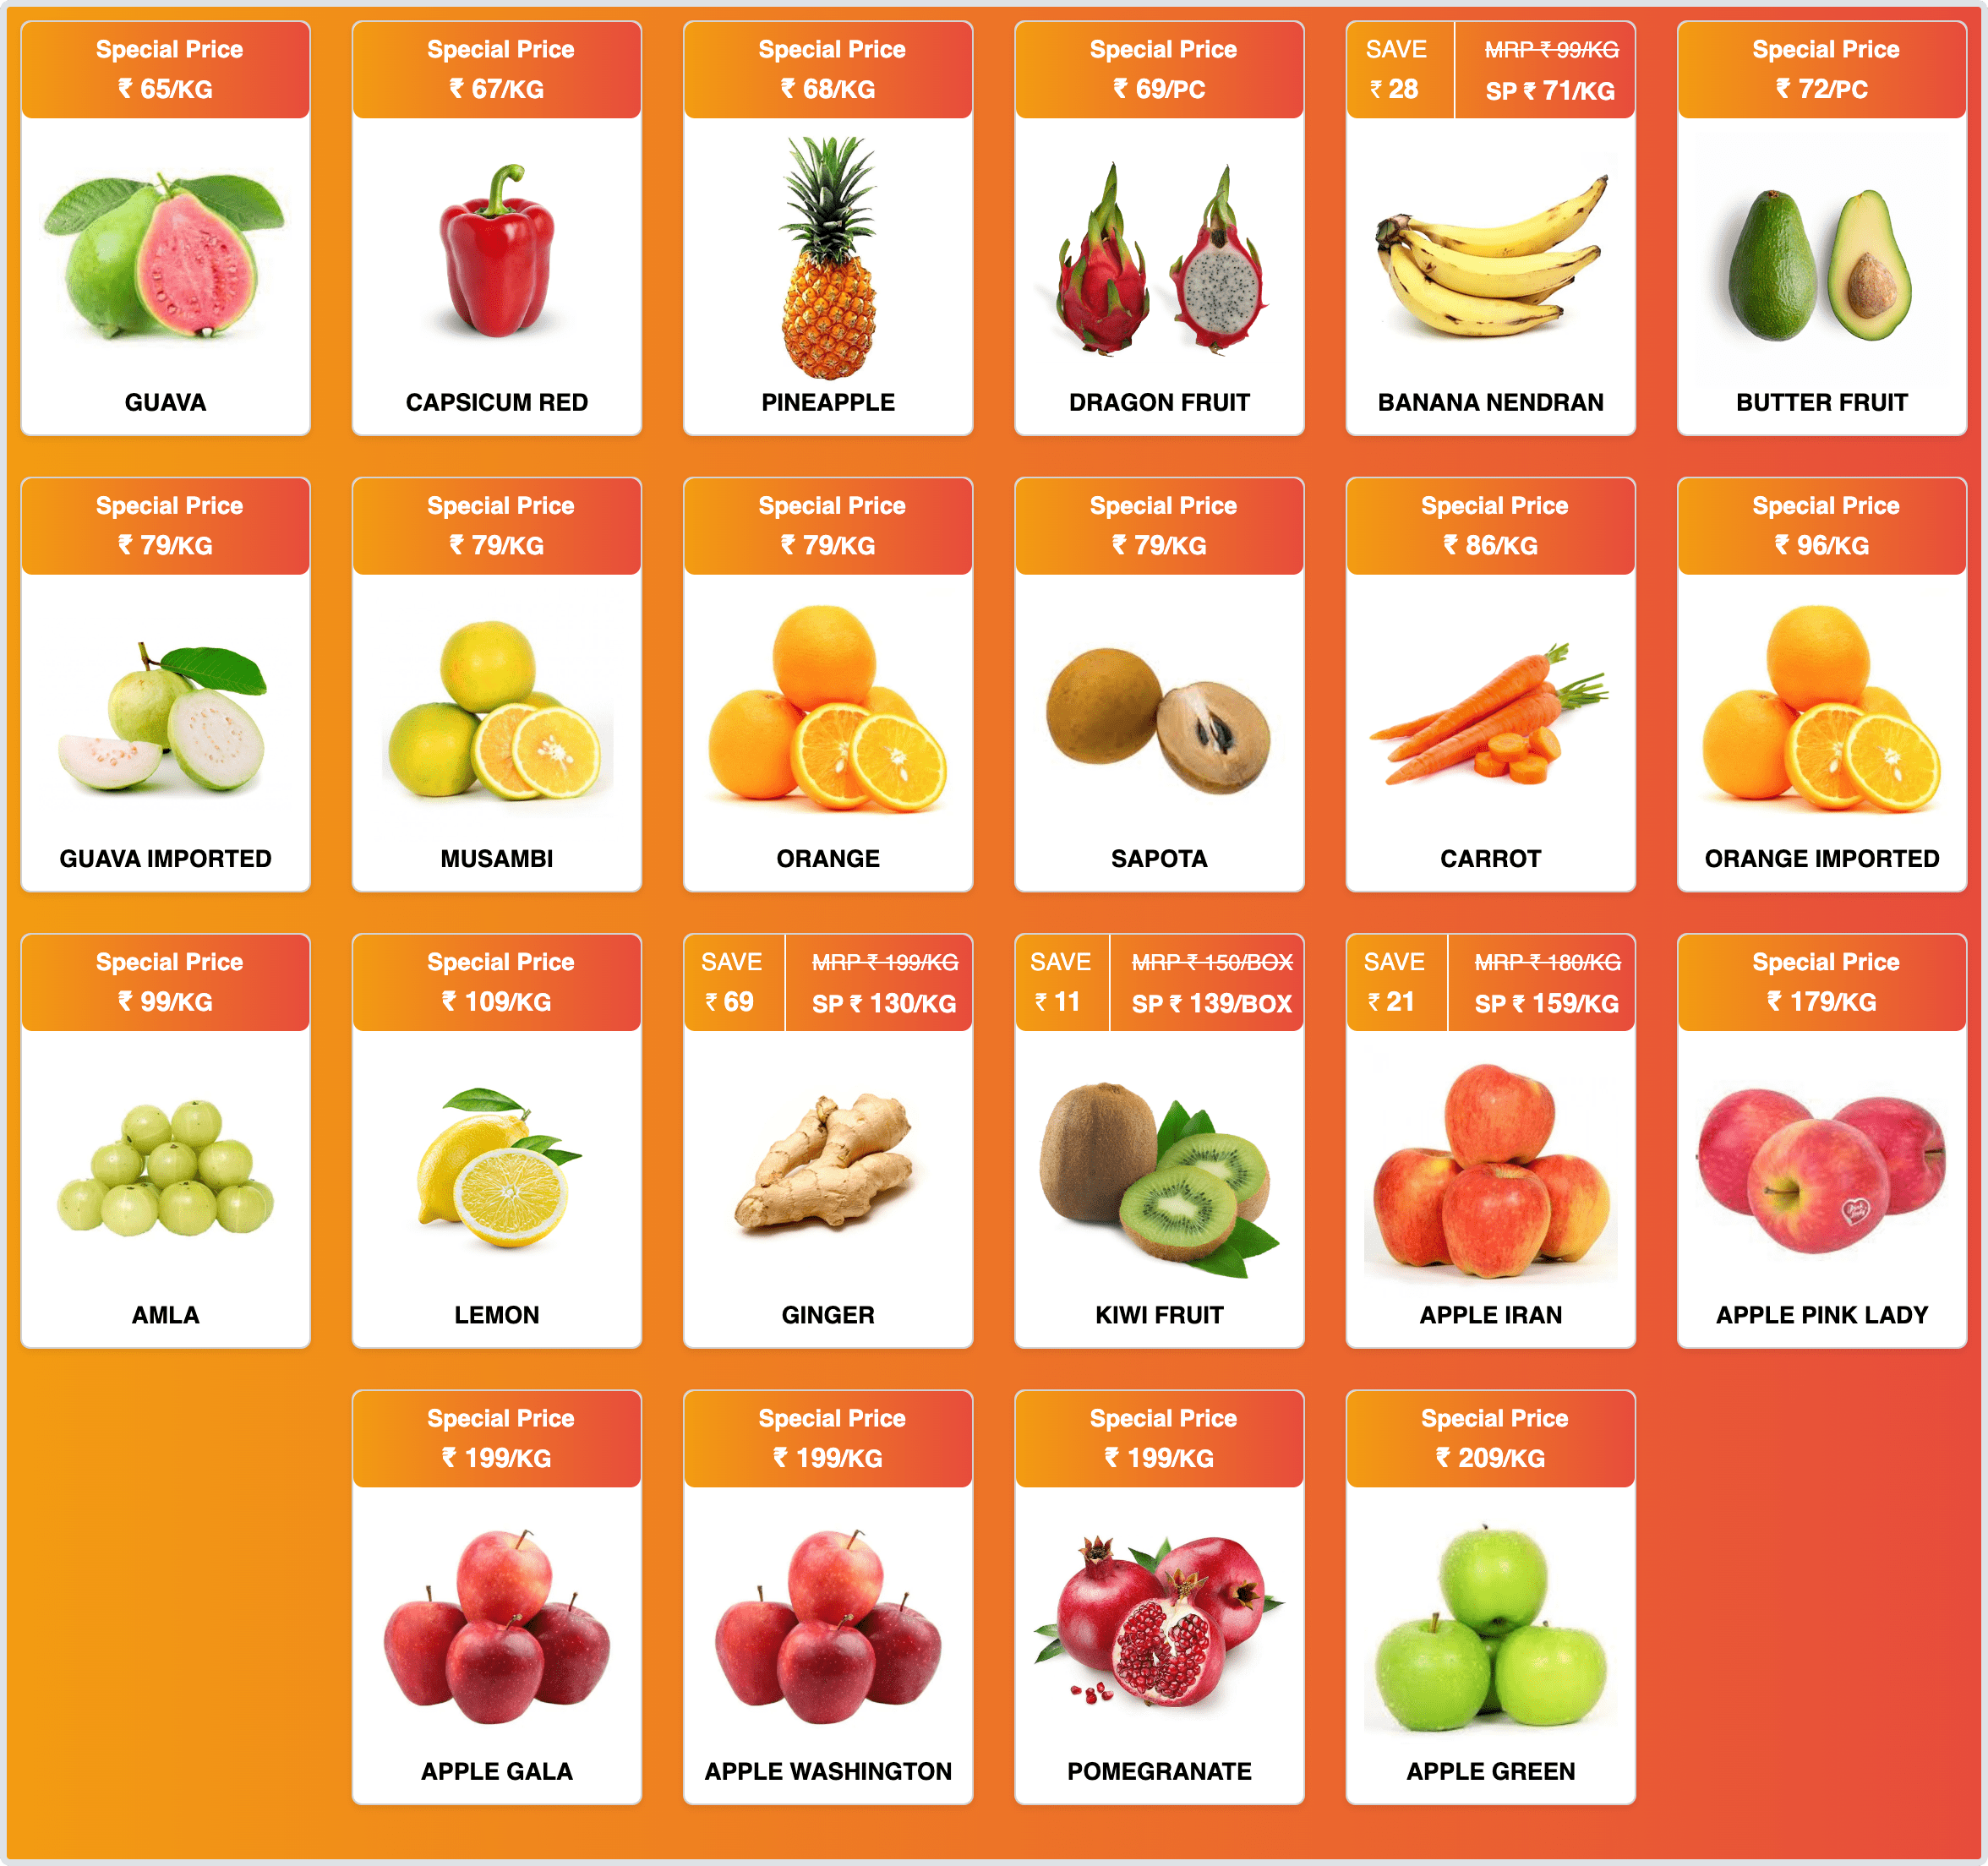 Special Price
₹ 65/KG
GUAVA
Special Price
₹ 67/KG
CAPSICUM RED
Special Price
₹ 68/KG
PINEAPPLE
Special Price
₹ 69/PC
DRAGON FRUIT
SAVE
₹ 28
MRP ₹ 99/KG
SP ₹ 71/KG
BANANA NENDRAN
Special Price
₹ 72/PC
BUTTER FRUIT
Special Price
₹ 79/KG
GUAVA IMPORTED
Special Price
₹ 79/KG
MUSAMBI
Special Price
₹ 79/KG
ORANGE
Special Price
₹ 79/KG
SAPOTA
Special Price
₹ 86/KG
CARROT
Special Price
₹ 96/KG
ORANGE IMPORTED
Special Price
₹ 99/KG
AMLA
Special Price
₹ 109/KG
LEMON
SAVE
₹ 69
MRP ₹ 199/KG
SP ₹ 130/KG
GINGER
SAVE
₹ 11
MRP ₹ 150/BOX
SP ₹ 139/BOX
KIWI FRUIT
SAVE
₹ 21
MRP ₹ 180/KG
SP ₹ 159/KG
APPLE IRAN
Special Price
₹ 179/KG
Pink
Lady
APPLE PINK LADY
Special Price
₹ 199/KG
APPLE GALA
Special Price
₹ 199/KG
APPLE WASHINGTON
Special Price
₹ 199/KG
POMEGRANATE
Special Price
₹ 209/KG
APPLE GREEN